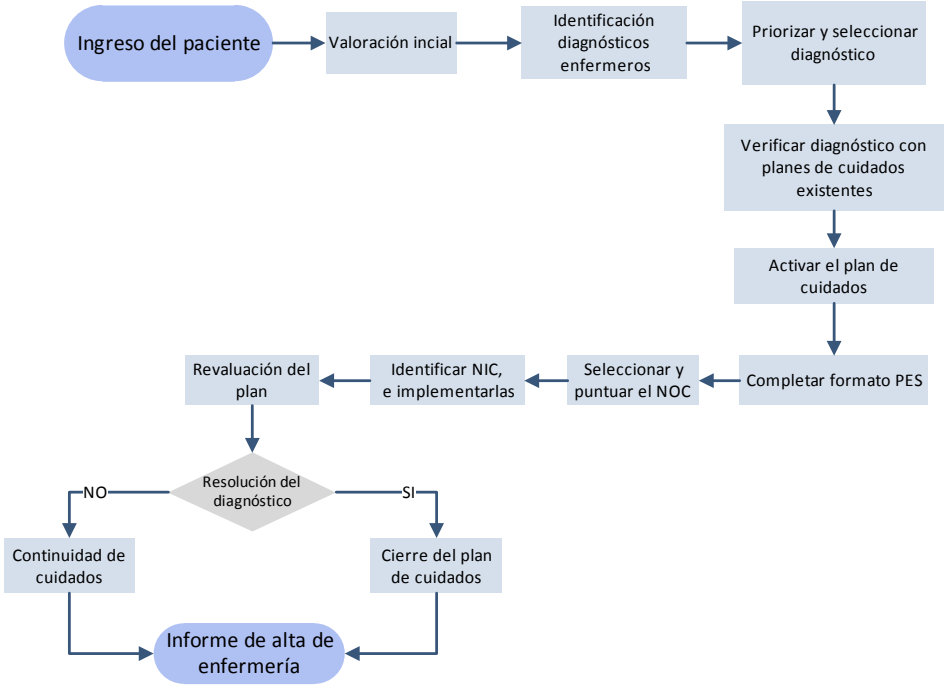 Ingreso del paciente
Valoración incial
Identificación
diagnósticos
enfermeros
Priorizar y seleccionar
diagnóstico
Verificar diagnóstico con
planes de cuidados
existentes
Activar el plan de
cuidados
Completar formato PES
Seleccionar y
puntuar el NOC
Identificar NIC,
e implementarlas
Revaluación del
plan
Resolución del
diagnóstico
NO
SI
Continuidad de
cuidados
Cierre del plan
de cuidados
Informe de alta de
enfermería